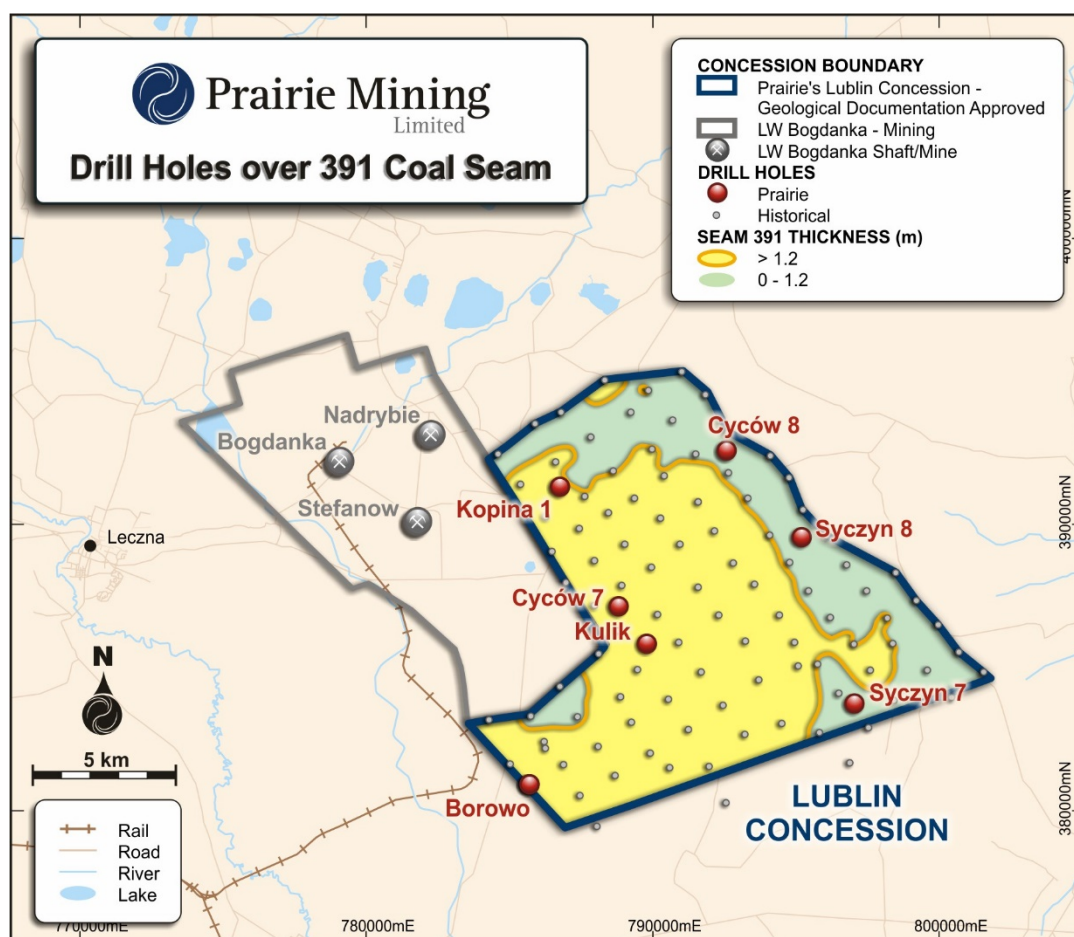 Prairie Mining
Limited
Drill Holes over 391 Coal Seam
CONCESSION BOUNDARY
Prairie's Lublin Concession -
Geological Documentation Approved
LW Bogdanka - Mining
LW Bogdanka Shaft/Mine
DRILL HOLES
Prairie
Historical
SEAM 391 THICKNESS (m)
> 1.2
0 - 1.2
Nadrybie
Bogdanka
Stefanow
Leczna
Cyców 8
Kopina 1
Syczyn 8
Cyców 7
Kulik
Syczyn 7
Borowo
LUBLIN
CONCESSION
N
5 km
Rail
Road
River
Lake
770000mE
780000mE
790000mE
800000mE
400000mN
390000mN
380000mN